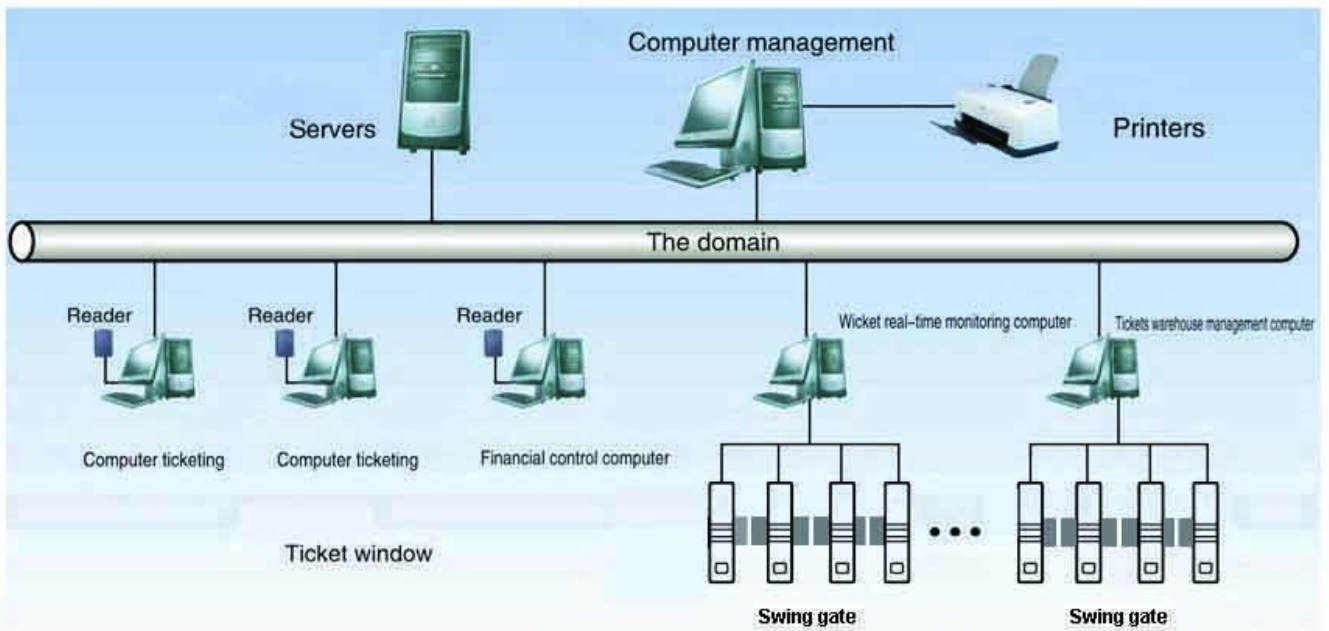 Computer management
Servers
Printers
The domain
Reader
Reader
Reader
Wicket real-time monitoring computer
Tickets warehouse management computer
Computer ticketing
Computer ticketing
Financial control computer
Ticket window
Swing gate
Swing gate